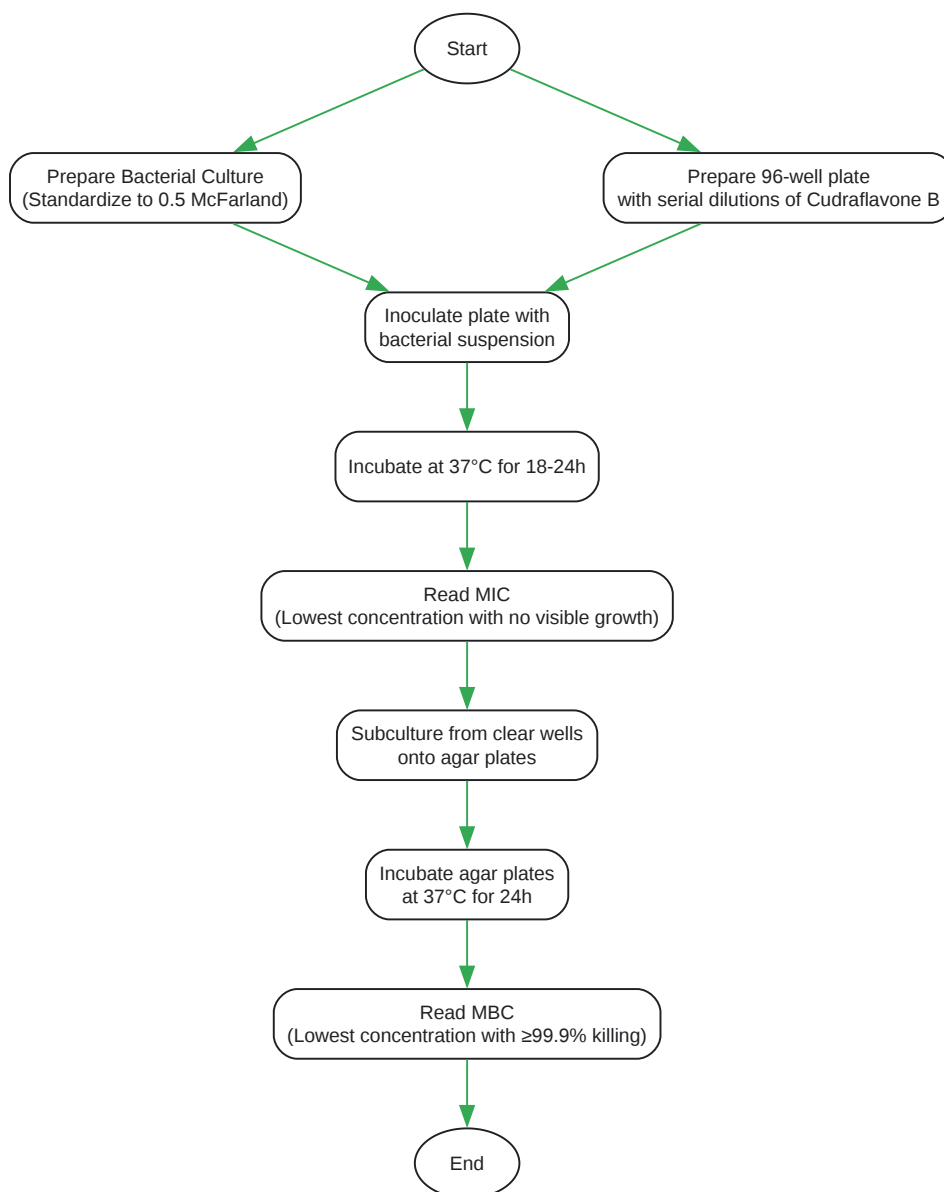 Start
Prepare Bacterial Culture
(Standardize to 0.5 McFarland)
Prepare 96-well plate
with serial dilutions of Cudraflavone B
Inoculate plate with
bacterial suspension
Incubate at 37°C for 18-24h
Read MIC
(Lowest concentration with no visible growth)
Subculture from clear wells
onto agar plates
Incubate agar plates
at 37°C for 24h
Read MBC
(Lowest concentration with ≥99.9% killing)
End